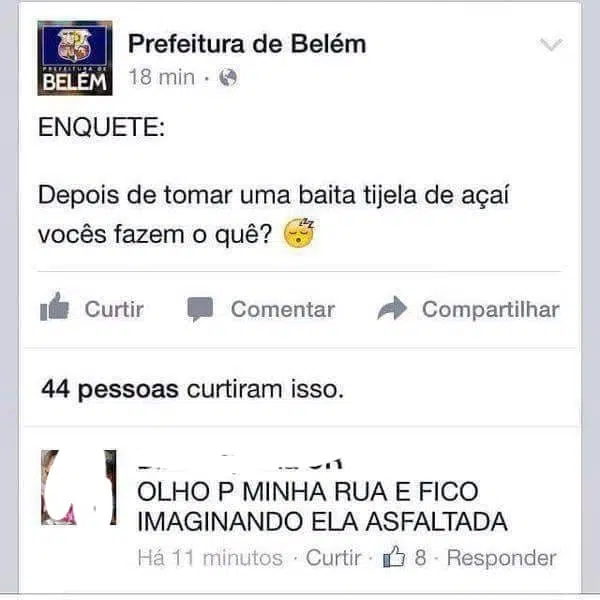 Prefeitura de Belém
18 min
PREFEITURA DE
BELÉM
ENQUETE:
Depois de tomar uma baita tijela de açaí
vocês fazem o quê?
Curtir
Comentar
Compartilhar
44 pessoas curtiram isso.
OLHO P MINHA RUA E FICO
IMAGINANDO ELA ASFALTADA
Há 11 minutos · Curtir · 8 · Responder